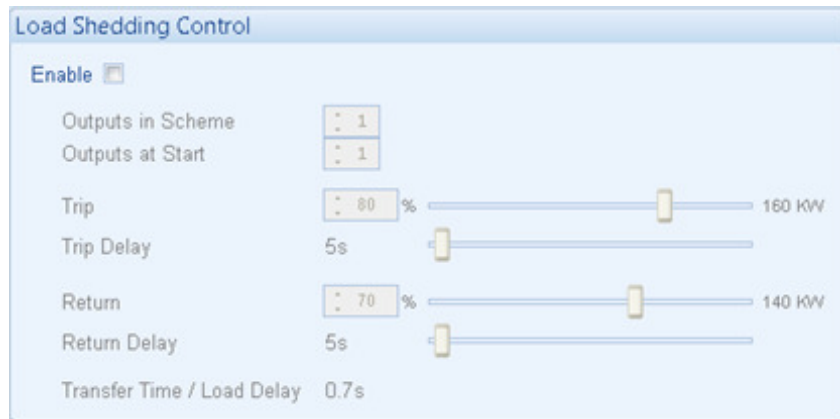 Load Shedding Control
Enable
Outputs in Scheme 1
Outputs at Start 1
Trip 80 % 160 KW
Trip Delay 5s
Return 70 % 140 KW
Return Delay 5s
Transfer Time / Load Delay 0.7s